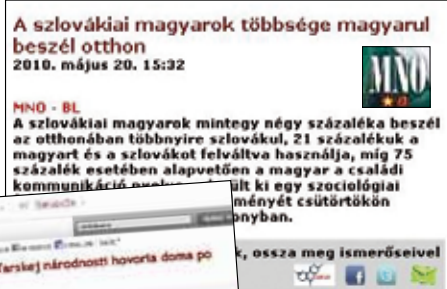 A szlovákiai magyarok többsége magyarul
beszél otthon
2010. május 20. 15:32
MNO
MNO - BL
A szlovákiai magyarok mintegy négy százaléka beszél
az otthonában többnyire szlovákul, 21 százalékuk a
magyart és a szlovákot felváltva használja, míg 75
százalék esetében alapvetően a magyar a családi
kommunikáció ült ki egy szociológiai
ményét csütörtökön
onyban.
ďarskej národnosti hovoria doma po
k, ossza meg ismerőseivel